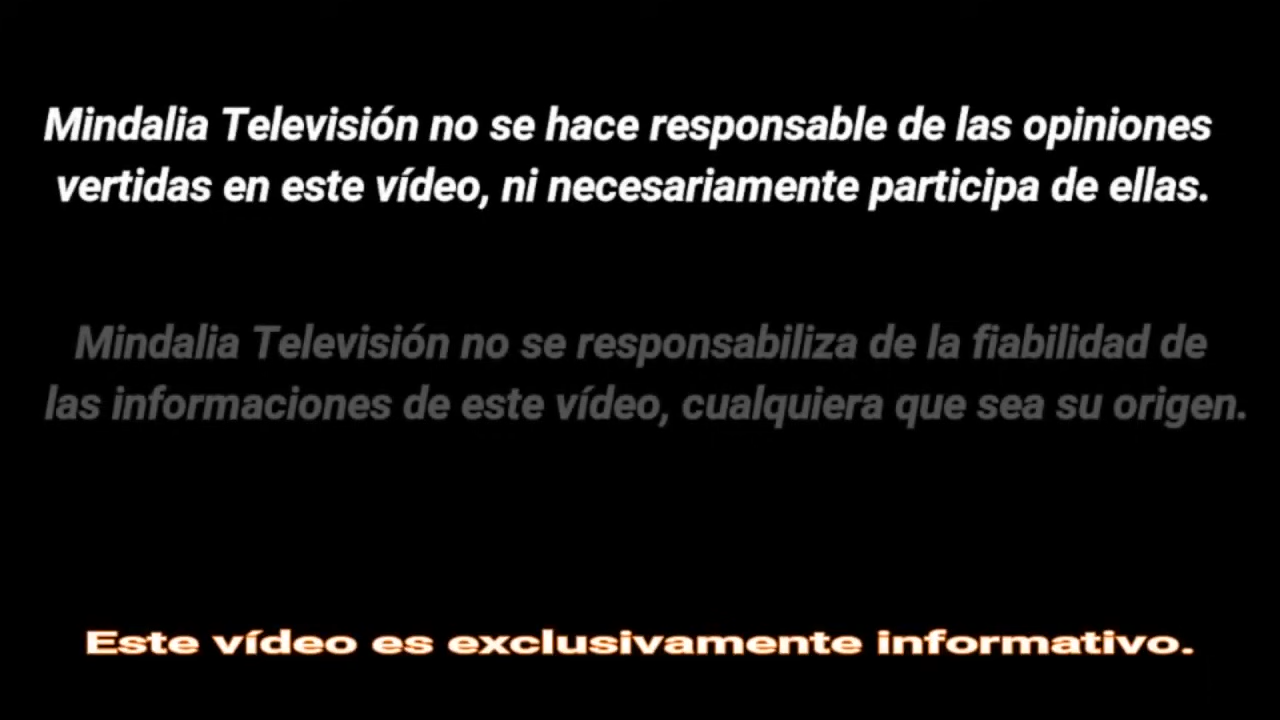 Mindalia Televisión no se hace responsable de las opiniones
vertidas en este vídeo, ni necesariamente participa de ellas.
Mindalia Televisión no se responsabiliza de la fiabilidad de
las informaciones de este vídeo, cualquiera que sea su origen.
Este vídeo es exclusivamente informativo.